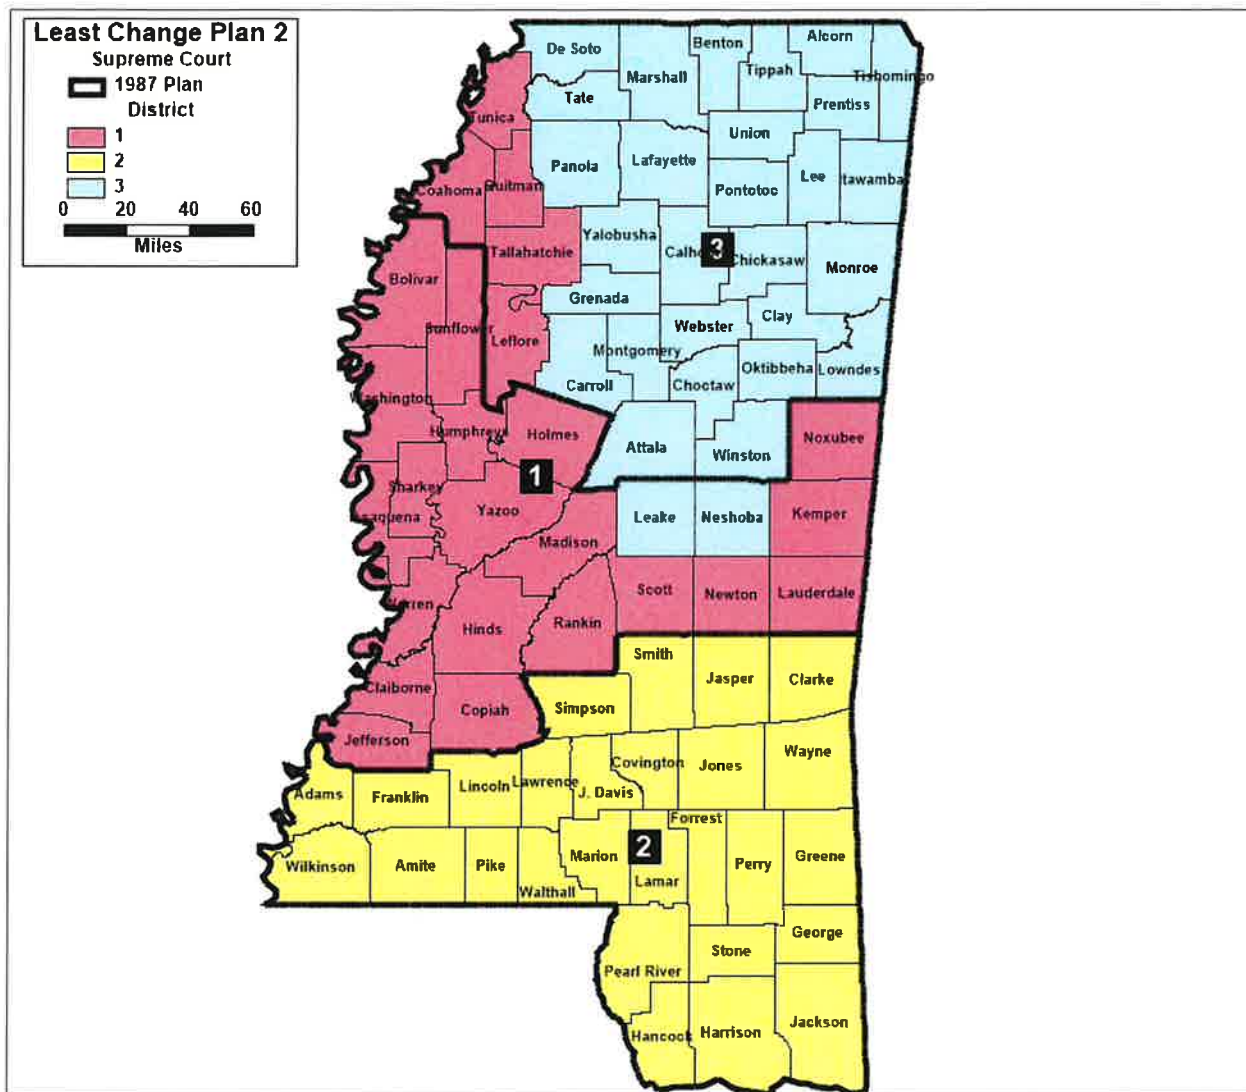 Least Change Plan 2
Supreme Court
1987 Plan
District
1
2
3
0 20 40 60
Miles
De Soto
Benton
Alcorn
Marshall
Tippah
Tishomingo
Tate
Prentiss
Tunica
Union
Panola
Lafayette
Lee
Itawamba
Coahoma
Quitman
Pontotoc
Yalobusha
Tallahatchie
Calho
3
Chickasaw
Monroe
Bolivar
Grenada
Clay
Sunflower
Webster
Leflore
Montgomery
Oktibbeha
Lowndes
Carroll
Choctaw
Washington
Humphreys
Holmes
Attala
Winston
Noxubee
1
Sharkey
Yazoo
Leake
Neshoba
Kemper
Issaquena
Madison
Scott
Newton
Lauderdale
Warren
Hinds
Rankin
Smith
Jasper
Clarke
Claiborne
Copiah
Simpson
Jefferson
Wayne
Covington
Jones
Lincoln
Lawrence
J. Davis
Adams
Franklin
Forrest
2
Marion
Greene
Wilkinson
Amite
Pike
Perry
Lamar
Walthall
George
Stone
Pearl River
Jackson
Hancock
Harrison